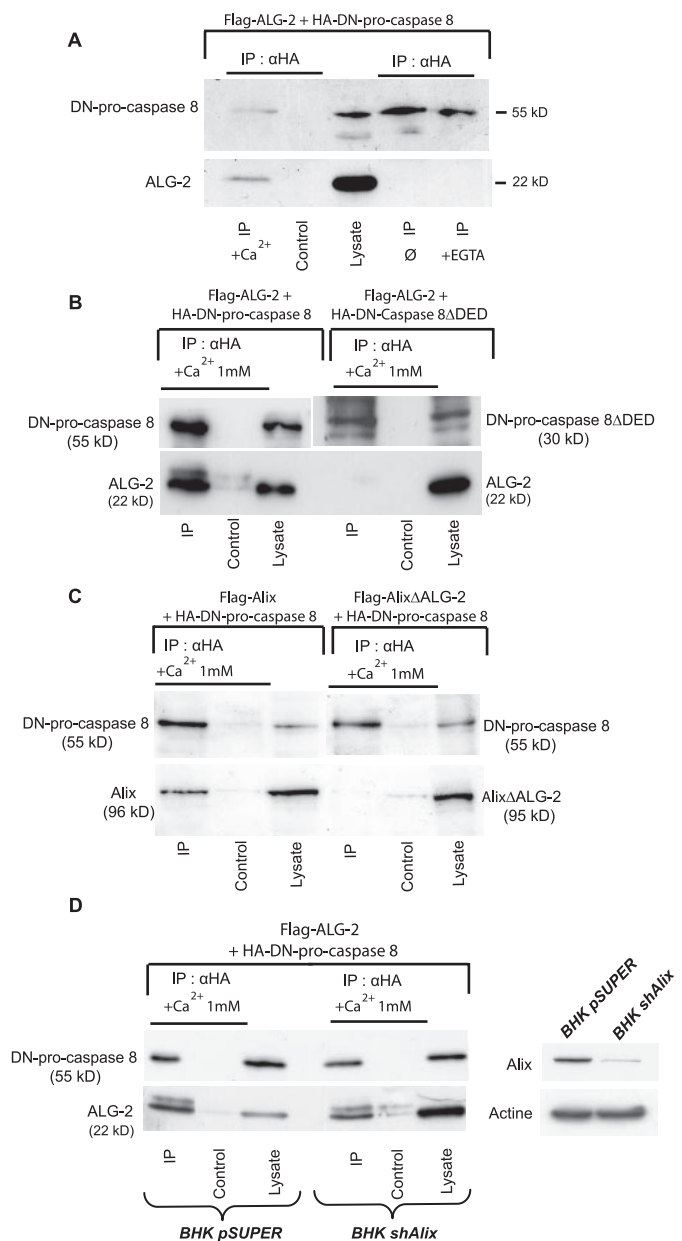 A
Flag-ALG-2 + HA-DN-pro-caspase 8
IP : αHA
IP : αHA
DN-pro-caspase 8
55 kD
ALG-2
22 kD
IP +Ca2+
Control
Lysate
IP Ø
IP +EGTA
B
Flag-ALG-2 +
HA-DN-pro-caspase 8
Flag-ALG-2 +
HA-DN-Caspase 8ΔDED
IP : αHA
+Ca2+ 1mM
IP : αHA
+Ca2+ 1mM
DN-pro-caspase 8
(55 kD)
DN-pro-caspase 8ΔDED
(30 kD)
ALG-2
(22 kD)
ALG-2
(22 kD)
IP
Control
Lysate
IP
Control
Lysate
C
Flag-Alix
+ HA-DN-pro-caspase 8
Flag-AlixΔALG-2
+ HA-DN-pro-caspase 8
IP : αHA
+Ca2+ 1mM
IP : αHA
+Ca2+ 1mM
DN-pro-caspase 8
(55 kD)
DN-pro-caspase 8
(55 kD)
Alix
(96 kD)
AlixΔALG-2
(95 kD)
IP
Control
Lysate
IP
Control
Lysate
D
Flag-ALG-2
+ HA-DN-pro-caspase 8
IP : αHA
+Ca2+ 1mM
IP : αHA
+Ca2+ 1mM
DN-pro-caspase 8
(55 kD)
ALG-2
(22 kD)
IP
Control
Lysate
IP
Control
Lysate
BHK pSUPER
BHK shAlix
BHK pSUPER
BHK shAlix
Alix
Actine